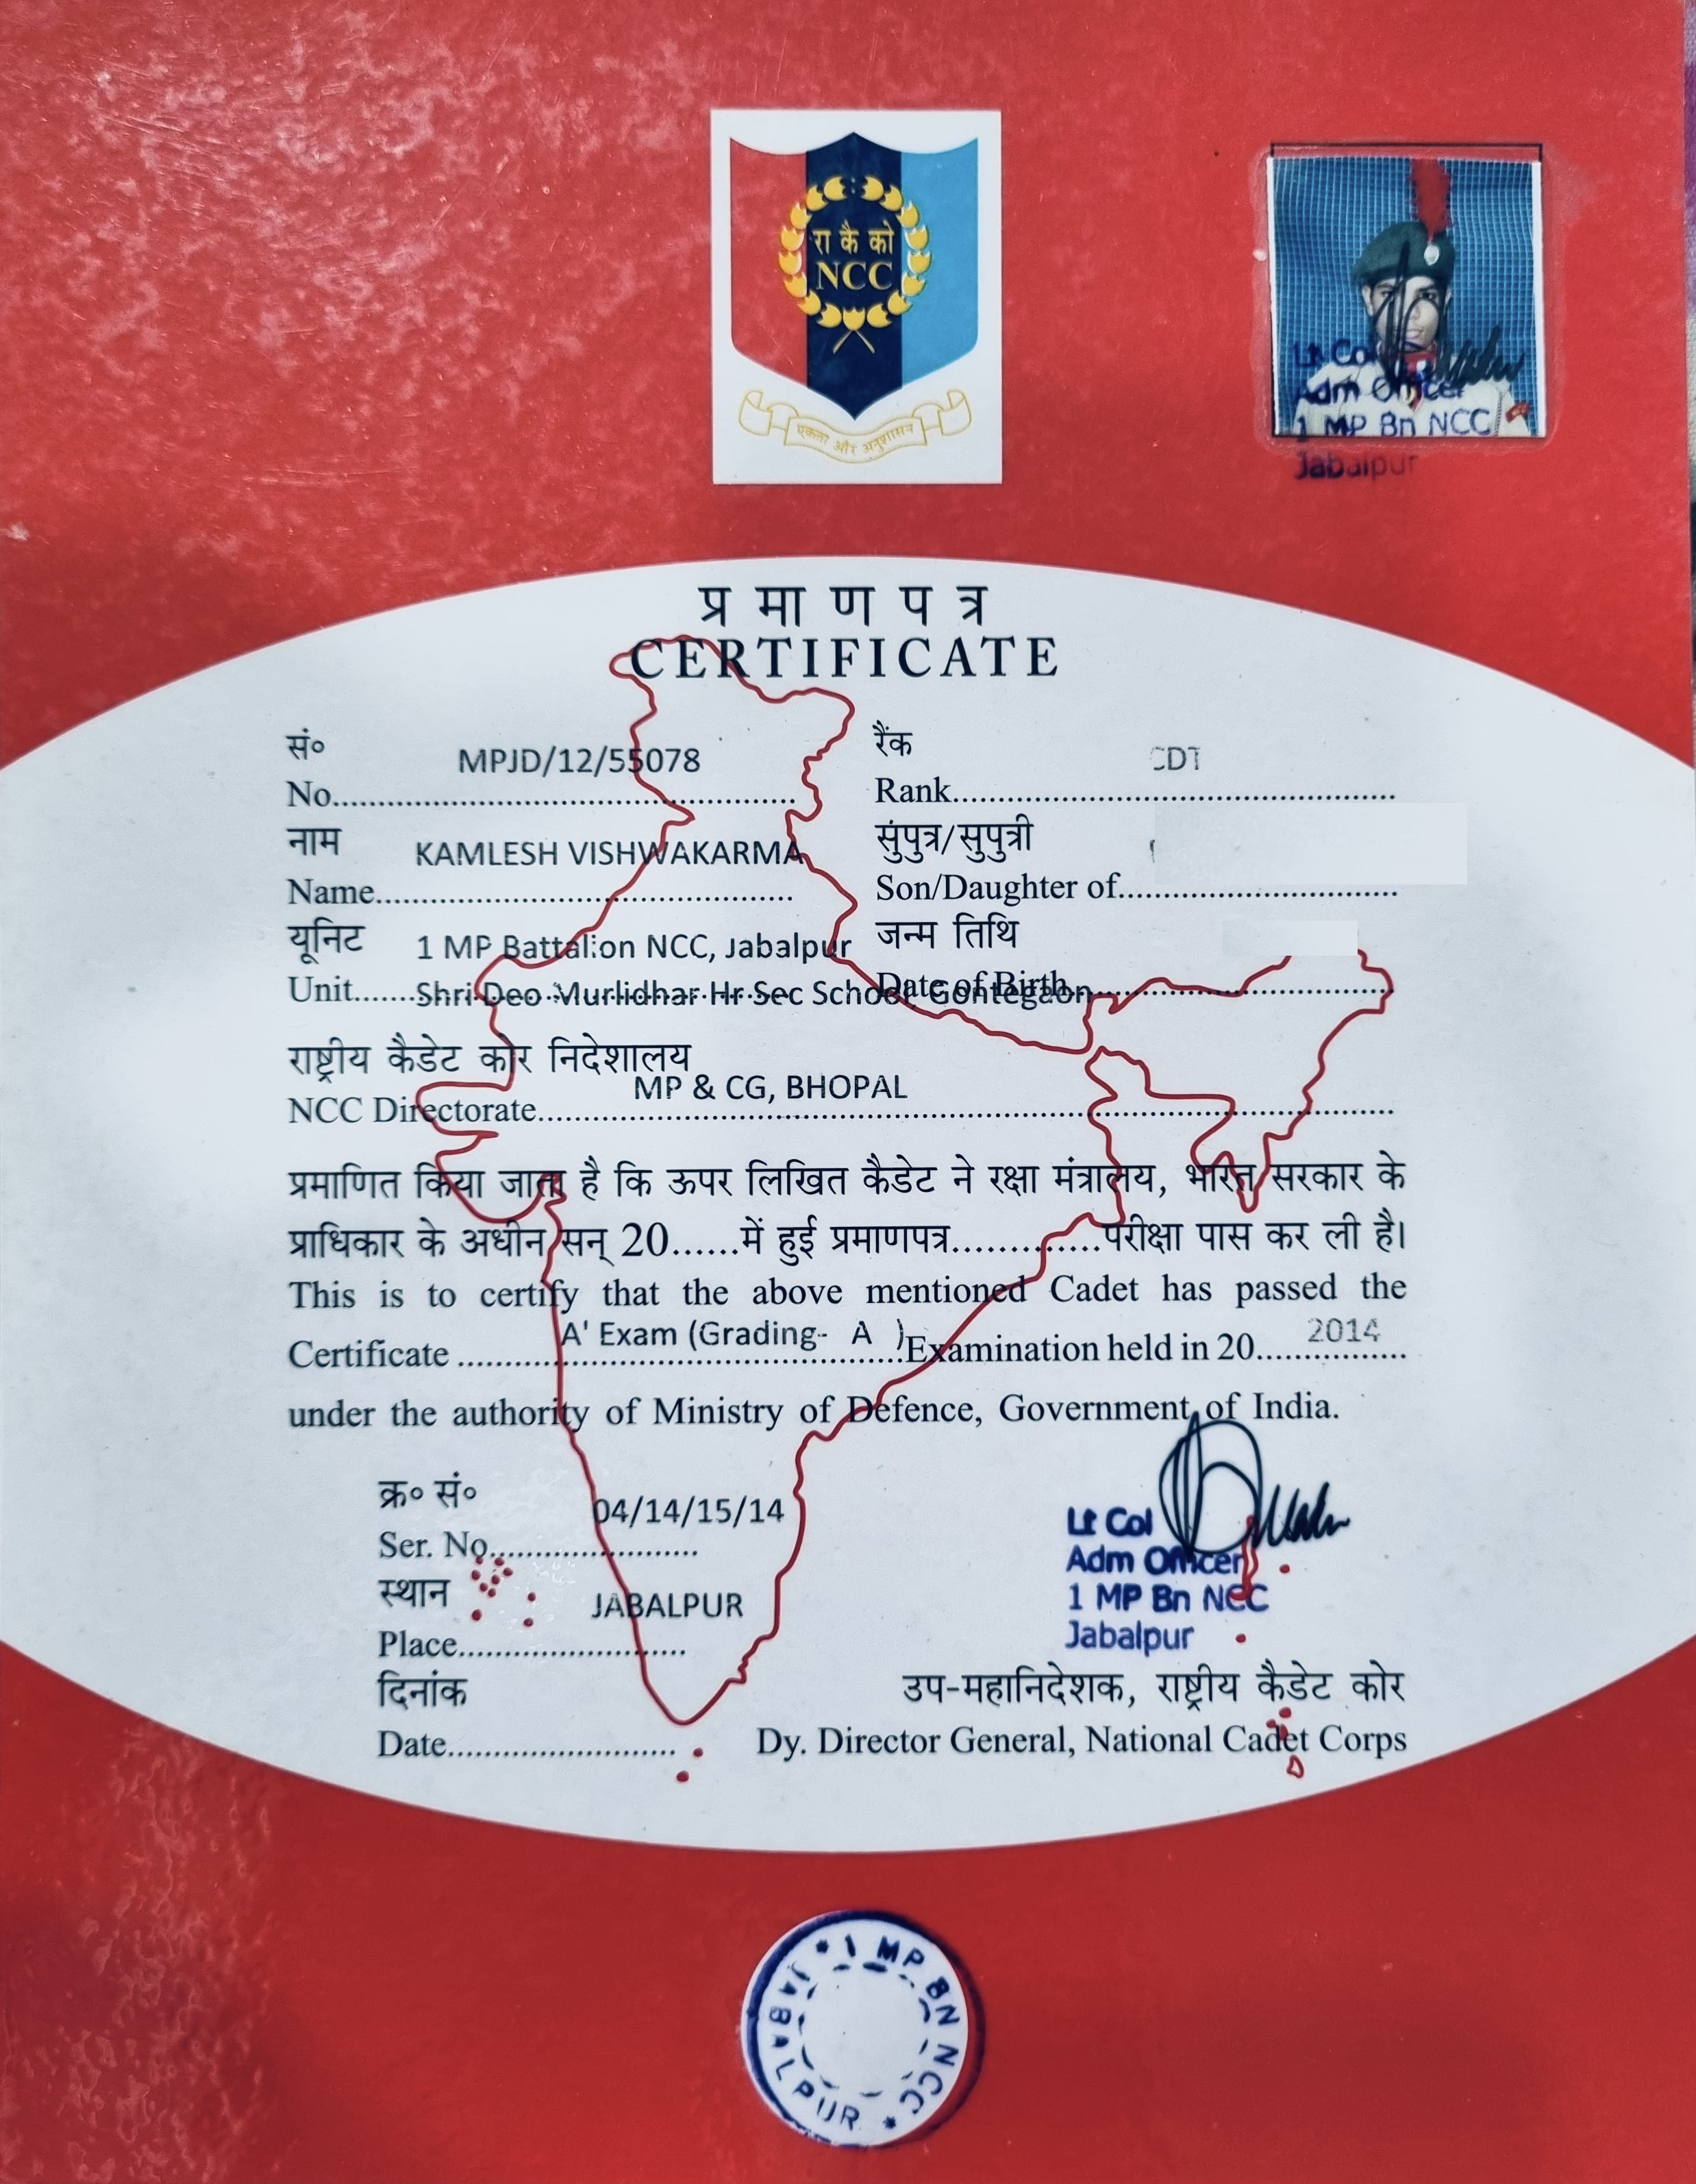 रा कै को
NCC
एकता और अनुशासन
Lt Col
Adm Officer
1 MP Bn NCC
Jabalpur
प्रमाणपत्र
CERTIFICATE
सं० MPJD/12/55078
No..................................................
रैंक CDT
Rank................................................
नाम KAMLESH VISHWAKARMA
Name..............................................
सुंपुत्र/सुपुत्री
Son/Daughter of...............................
यूनिट 1 MP Battalion NCC, Jabalpur
Unit....... Shri Deo Murlidhar Hr Sec School, Gontegaon
जन्म तिथि
Date of Birth....................................
राष्ट्रीय कैडेट कोर निदेशालय
NCC Directorate.......... MP & CG, BHOPAL
प्रमाणित किया जाता है कि ऊपर लिखित कैडेट ने रक्षा मंत्रालय, भारत सरकार के
प्राधिकार के अधीन सन् 20......में हुई प्रमाणपत्र.............परीक्षा पास कर ली है।
This is to certify that the above mentioned Cadet has passed the
Certificate ........ A' Exam (Grading- A ) Examination held in 20...... 2014
under the authority of Ministry of Defence, Government of India.
क्र० सं० 04/14/15/14
Ser. No.......................
स्थान JABALPUR
Place.........................
दिनांक
Date.........................
Lt Col
Adm Officer
1 MP Bn NCC
Jabalpur
उप-महानिदेशक, राष्ट्रीय कैडेट कोर
Dy. Director General, National Cadet Corps
* 1 MP BN NCC * JABALPUR